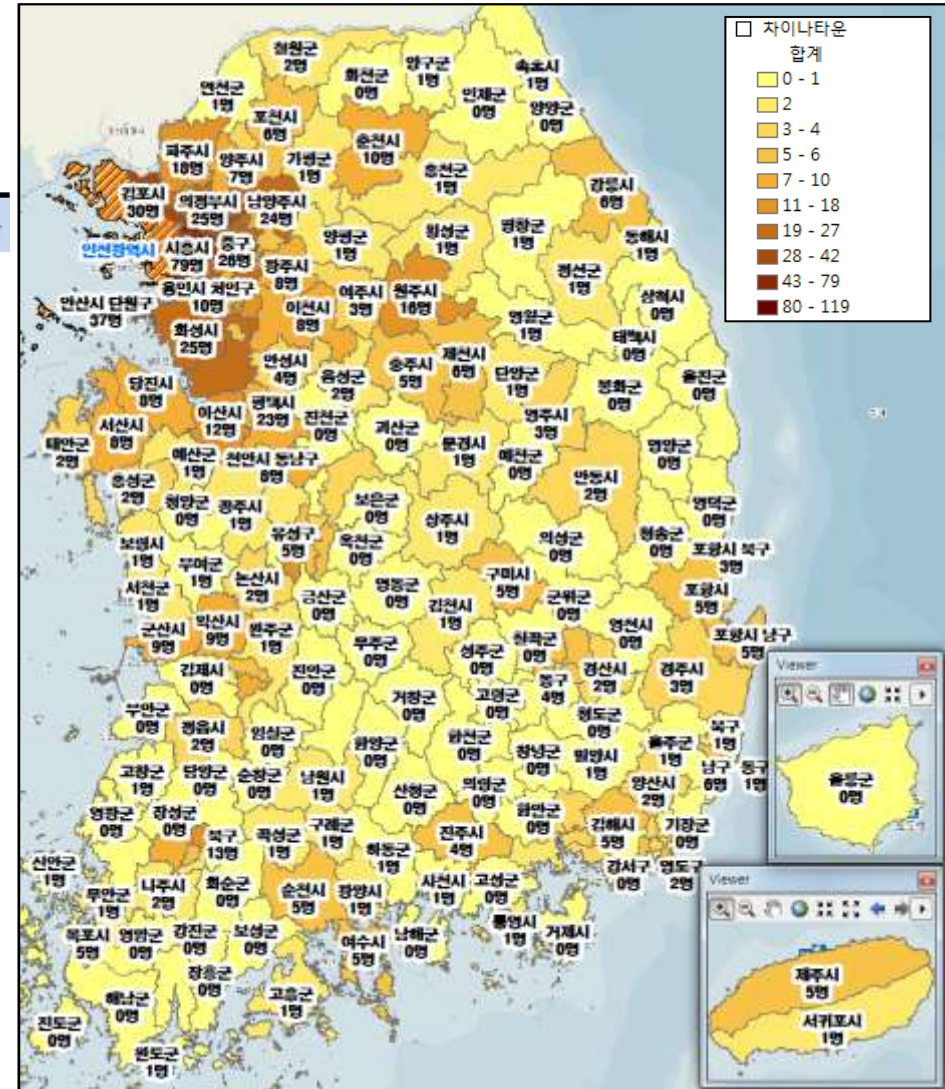 차이나타운
합계
0 - 1
2
3 - 4
5 - 6
7 - 10
11 - 18
19 - 27
28 - 42
43 - 79
80 - 119
철원군
2명
화천군
0명
양구군
1명
속초시
1명
연천군
1명
인제군
0명
양양군
0명
포천시
6명
춘천시
10명
파주시
18명
양주시
7명
가평군
1명
홍천군
1명
강릉시
6명
김포시
30명
의정부시
25명
남양주시
24명
양평군
1명
횡성군
1명
평창군
1명
동해시
1명
인천광역시
시흥시
79명
중구
26명
광주시
8명
정선군
1명
삼척시
0명
안산시 단원구
37명
용인시 처인구
10명
이천시
8명
여주시
3명
원주시
16명
영월군
1명
태백시
0명
화성시
25명
안성시
4명
음성군
2명
충주시
5명
제천시
6명
단양군
1명
봉화군
0명
울진군
0명
당진시
8명
아산시
12명
평택시
23명
진천군
0명
괴산군
0명
영주시
3명
서산시
8명
태안군
2명
예산군
1명
천안시 동남구
8명
문경시
1명
예천군
0명
영양군
0명
홍성군
2명
청양군
0명
공주시
1명
보은군
0명
상주시
1명
안동시
2명
영덕군
0명
보령시
1명
유성구
5명
옥천군
0명
의성군
0명
청송군
0명
포항시 북구
3명
부여군
1명
논산시
2명
금산군
0명
영동군
0명
구미시
5명
군위군
0명
포항시
5명
서천군
1명
김천시
1명
영천시
0명
포항시 남구
5명
군산시
9명
익산시
9명
완주군
1명
무주군
0명
성주군
0명
칠곡군
0명
경산시
2명
경주시
3명
김제시
0명
진안군
0명
거창군
0명
고령군
0명
동구
4명
청도군
0명
부안군
0명
정읍시
2명
임실군
0명
함양군
0명
합천군
0명
창녕군
0명
밀양시
1명
울주군
1명
북구
1명
고창군
1명
담양군
0명
순창군
0명
남원시
1명
산청군
0명
의령군
0명
함안군
0명
양산시
2명
남구
6명
동구
1명
영광군
0명
장성군
0명
북구
13명
곡성군
1명
구례군
1명
하동군
1명
진주시
4명
김해시
5명
기장군
0명
신안군
1명
무안군
1명
나주시
2명
화순군
0명
순천시
5명
광양시
1명
사천시
1명
고성군
0명
강서구
0명
영도구
2명
목포시
5명
영암군
0명
강진군
0명
보성군
0명
여수시
5명
남해군
0명
통영시
1명
거제시
0명
장흥군
0명
고흥군
1명
해남군
0명
진도군
0명
완도군
1명
Viewer
울릉군
0명
Viewer
제주시
5명
서귀포시
1명